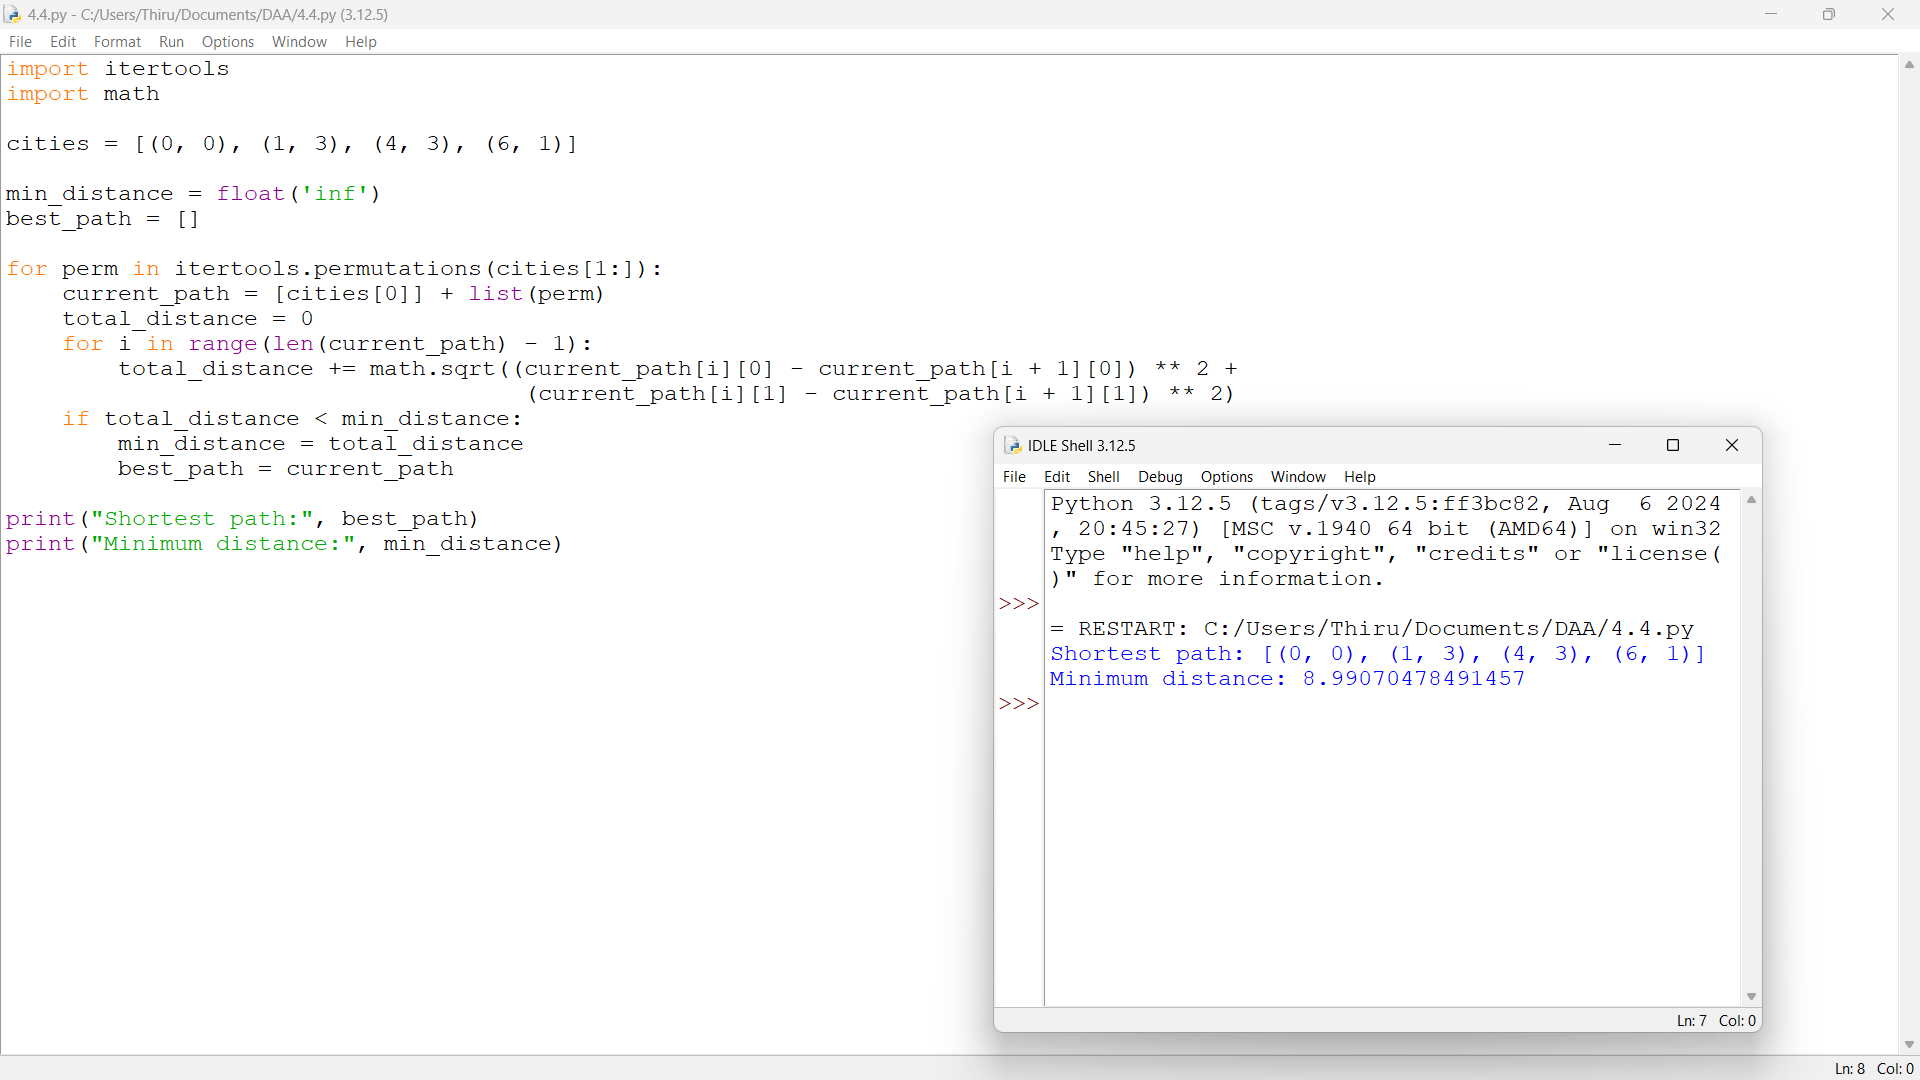 4.4.py - C:/Users/Thiru/Documents/DAA/4.4.py (3.12.5)
File Edit Format Run Options Window Help
import itertools
import math
cities = [(0, 0), (1, 3), (4, 3), (6, 1)]
min_distance = float('inf')
best_path = []
for perm in itertools.permutations(cities[1:]):
    current_path = [cities[0]] + list(perm)
    total_distance = 0
    for i in range(len(current_path) - 1):
        total_distance += math.sqrt((current_path[i][0] - current_path[i + 1][0]) ** 2 +
                                     (current_path[i][1] - current_path[i + 1][1]) ** 2)
    if total_distance < min_distance:
        min_distance = total_distance
        best_path = current_path
print("Shortest path:", best_path)
print("Minimum distance:", min_distance)
IDLE Shell 3.12.5
File Edit Shell Debug Options Window Help
Python 3.12.5 (tags/v3.12.5:ff3bc82, Aug  6 2024
, 20:45:27) [MSC v.1940 64 bit (AMD64)] on win32
Type "help", "copyright", "credits" or "license(
)" for more information.
>>>
= RESTART: C:/Users/Thiru/Documents/DAA/4.4.py
Shortest path: [(0, 0), (1, 3), (4, 3), (6, 1)]
Minimum distance: 8.99070478491457
>>>
Ln: 7 Col: 0
Ln: 8 Col: 0